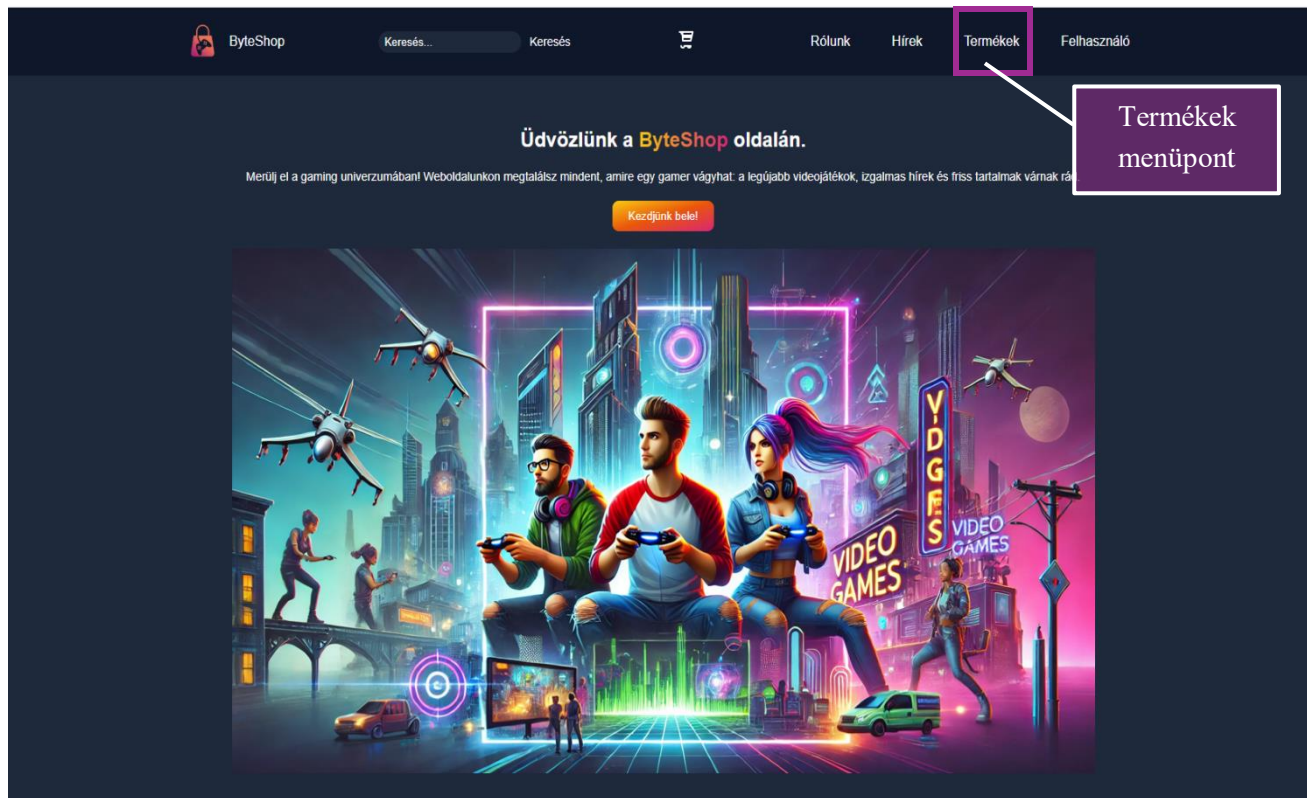 ByteShop
Keresés...
Keresés
Rólunk
Hírek
Termékek
Felhasználó
Termékek
menüpont
Üdvözlünk a ByteShop oldalán.
Merülj el a gaming univerzumában! Weboldalunkon megtalálsz mindent, amire egy gamer vágyhat: a legújabb videojátékok, izgalmas hírek és friss tartalmak várnak rád
Kezdjünk bele!
VIDEO
GAMES
VIDEO
GAMES